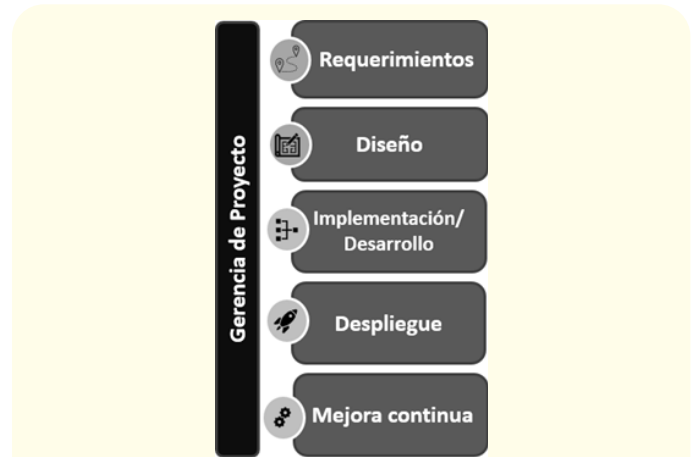 Gerencia de Proyecto
Requerimientos
Diseño
Implementación/
Desarrollo
Despliegue
Mejora continua